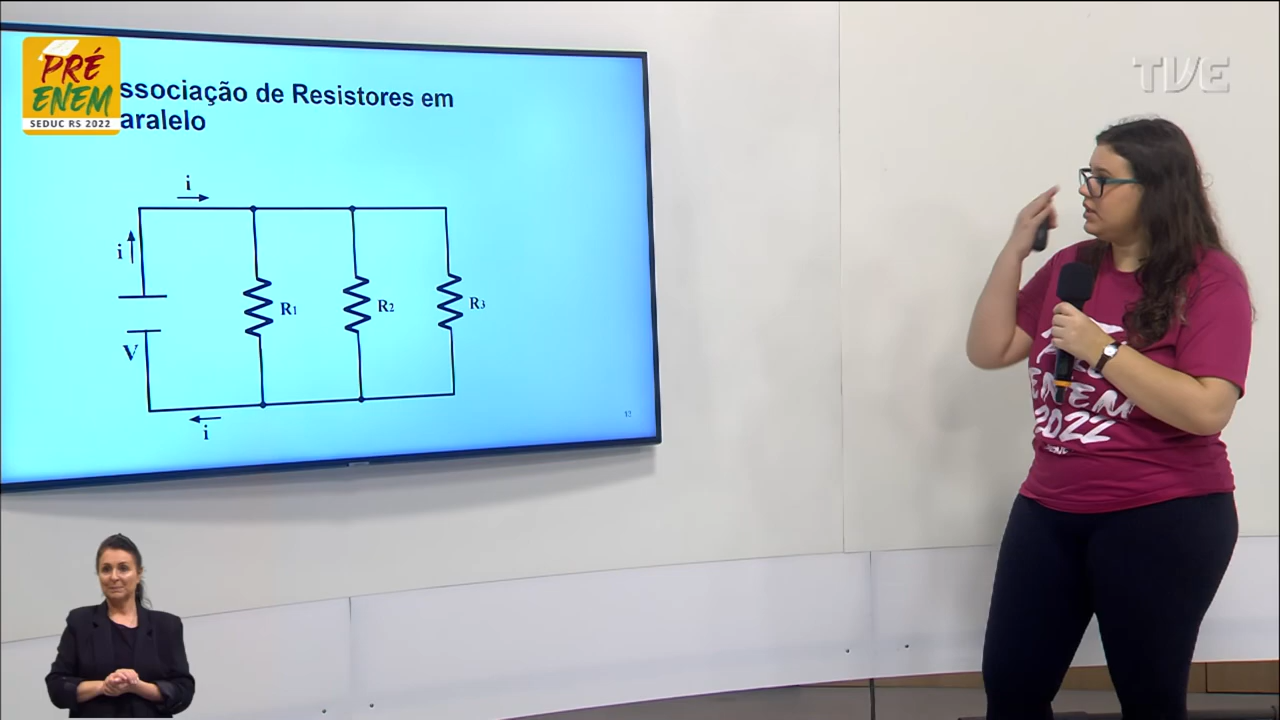 PRÉ
ENEM
SEDUC RS 2022
TVE
ssociação de Resistores em
aralelo
i
i
R1
R2
R3
V
i
12
ENEM
2022